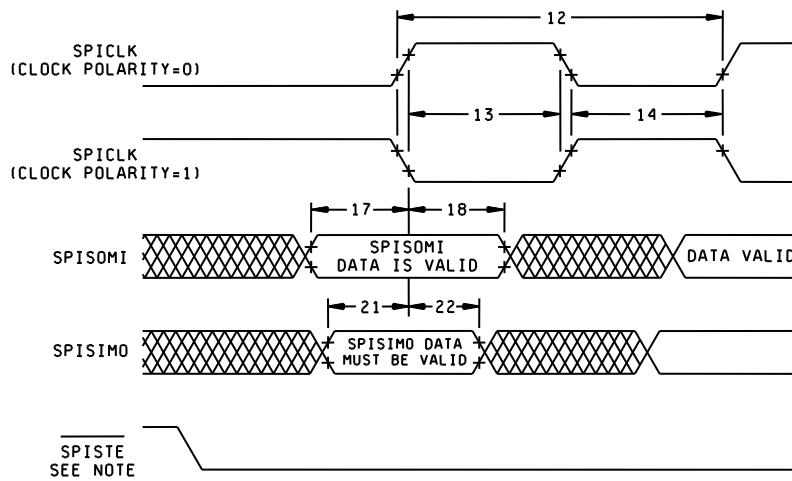 12
SPICLK
(CLOCK POLARITY=0)
13
14
SPICLK
(CLOCK POLARITY=1)
17
18
SPISOMI
SPISOMI
DATA IS VALID
DATA VALID
21
22
SPISIMO
SPISIMO DATA
MUST BE VALID
SPISTE
SEE NOTE